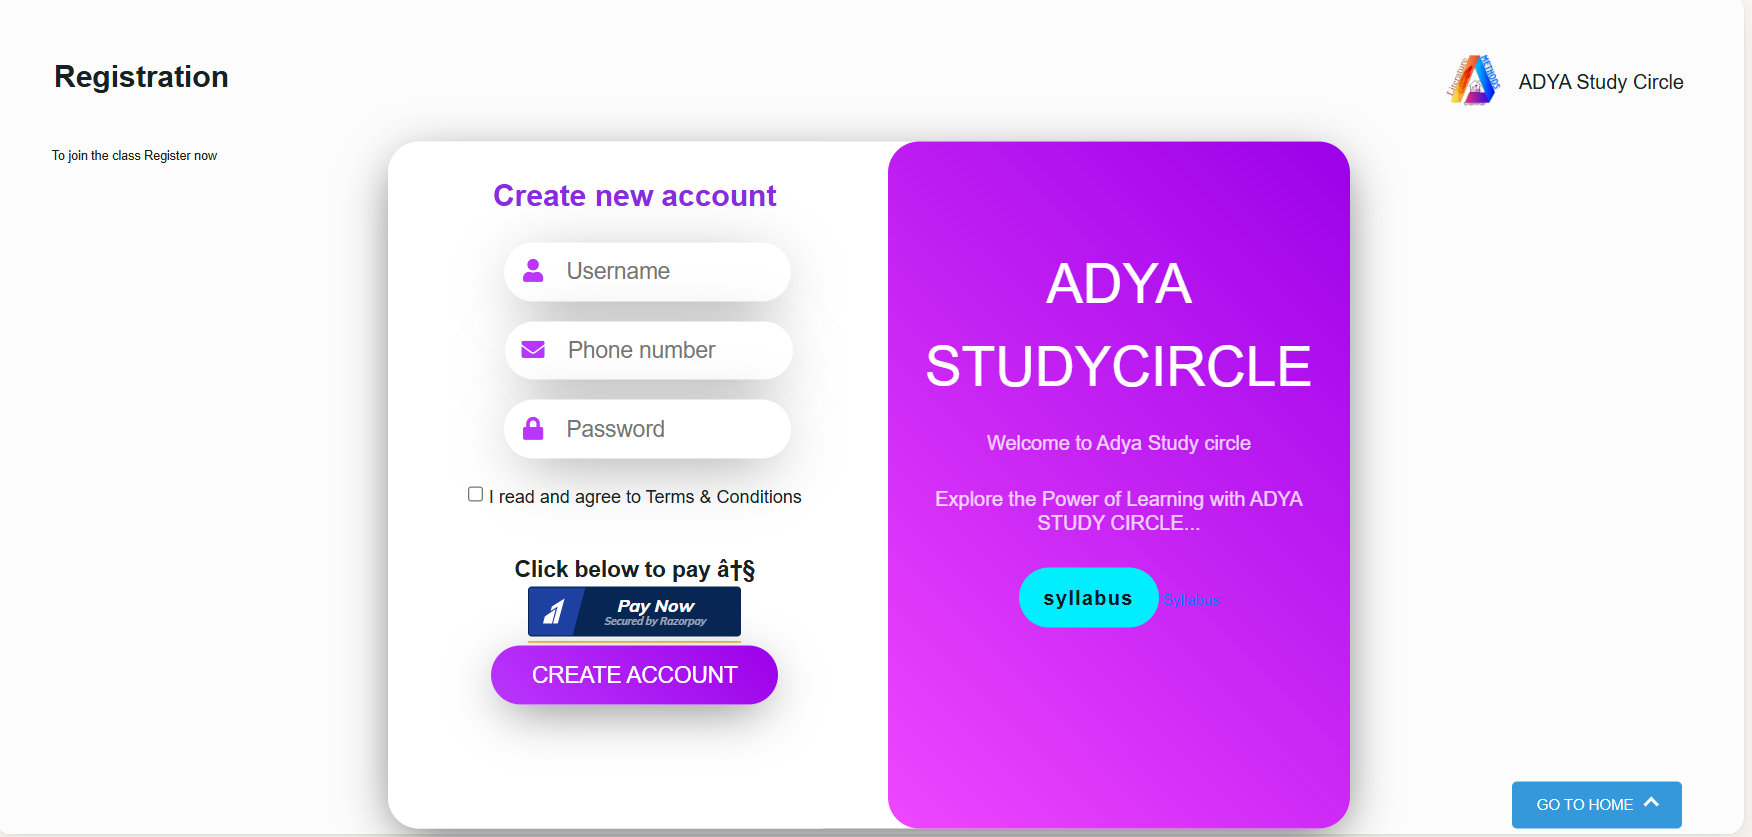 Registration
ADYA Study Circle
To join the class Register now
Create new account
Username
Phone number
Password
I read and agree to Terms & Conditions
Click below to pay â†§
Pay Now
Secured by Razorpay
CREATE ACCOUNT
ADYA
STUDYCIRCLE
Welcome to Adya Study circle
Explore the Power of Learning with ADYA
STUDY CIRCLE...
syllabus Syllabus
GO TO HOME
Literature
METHODS